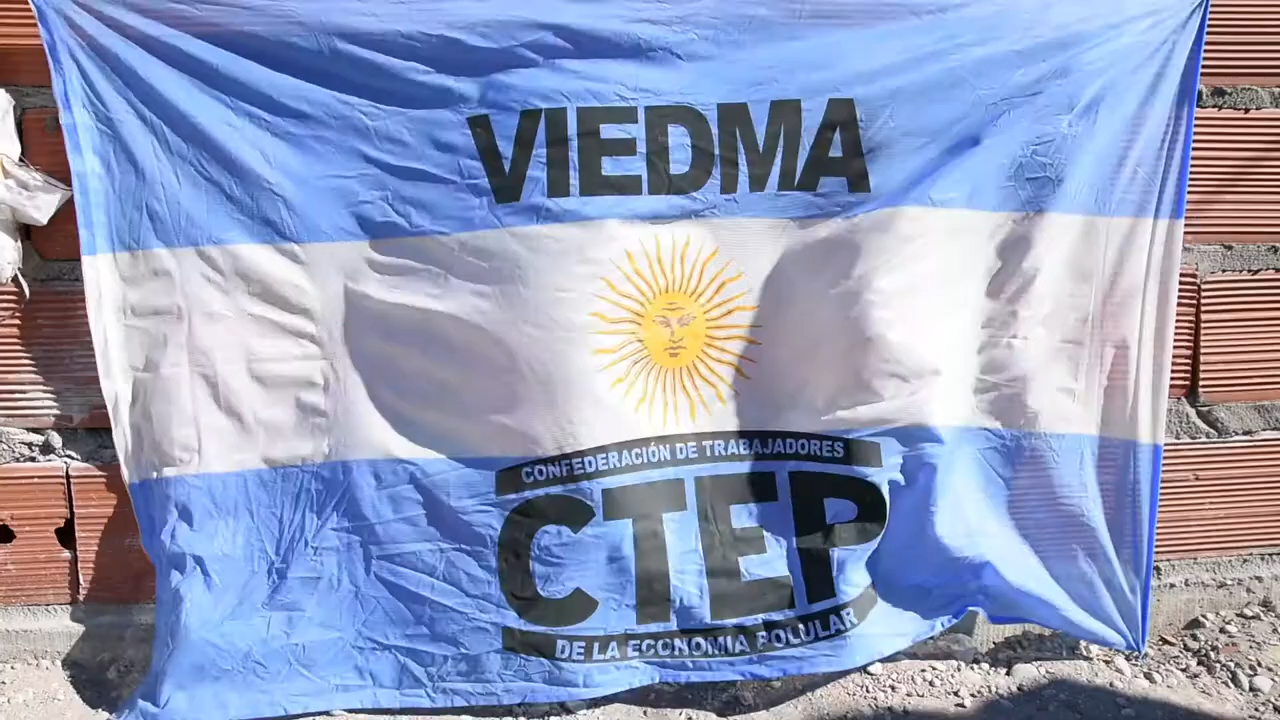 VIEDMA
CONFEDERACIÓN DE TRABAJADORES
CTEP
DE LA ECONOMIA POLULAR